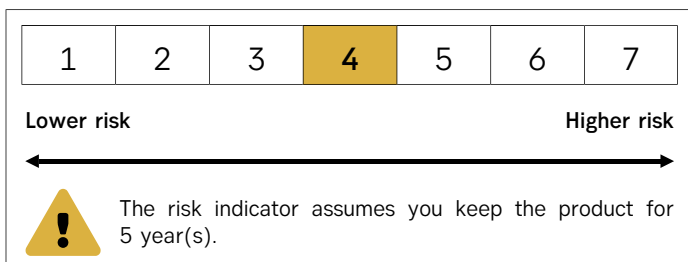 1 2 3 4 5 6 7
Lower risk Higher risk
The risk indicator assumes you keep the product for
5 year(s).